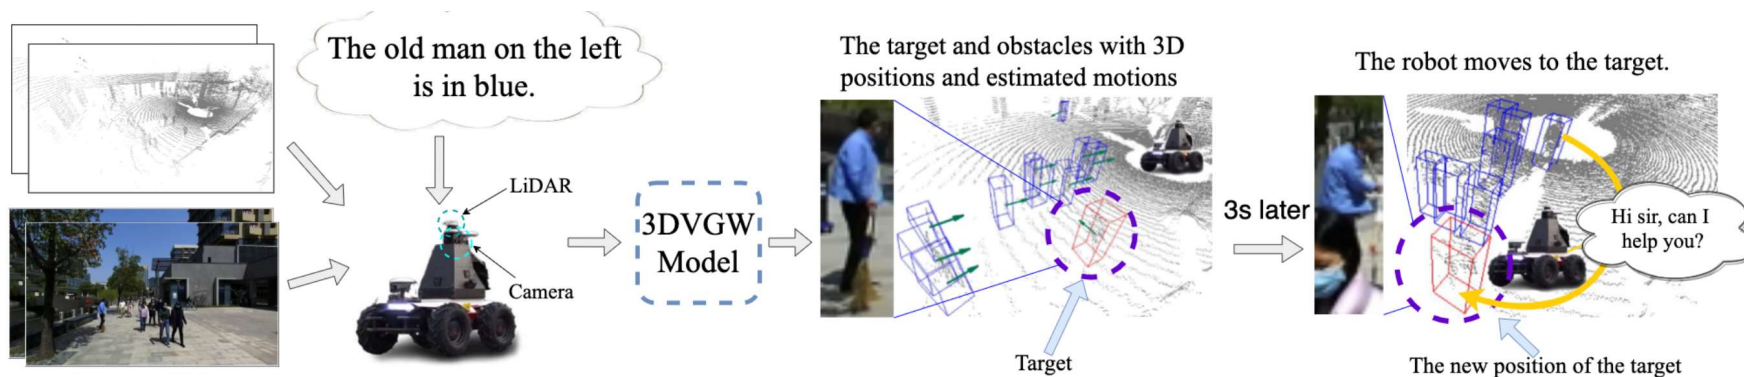 The old man on the left
is in blue.
LiDAR
Camera
3DVGW
Model
The target and obstacles with 3D
positions and estimated motions
Target
3s later
The robot moves to the target.
Hi sir, can I
help you?
The new position of the target